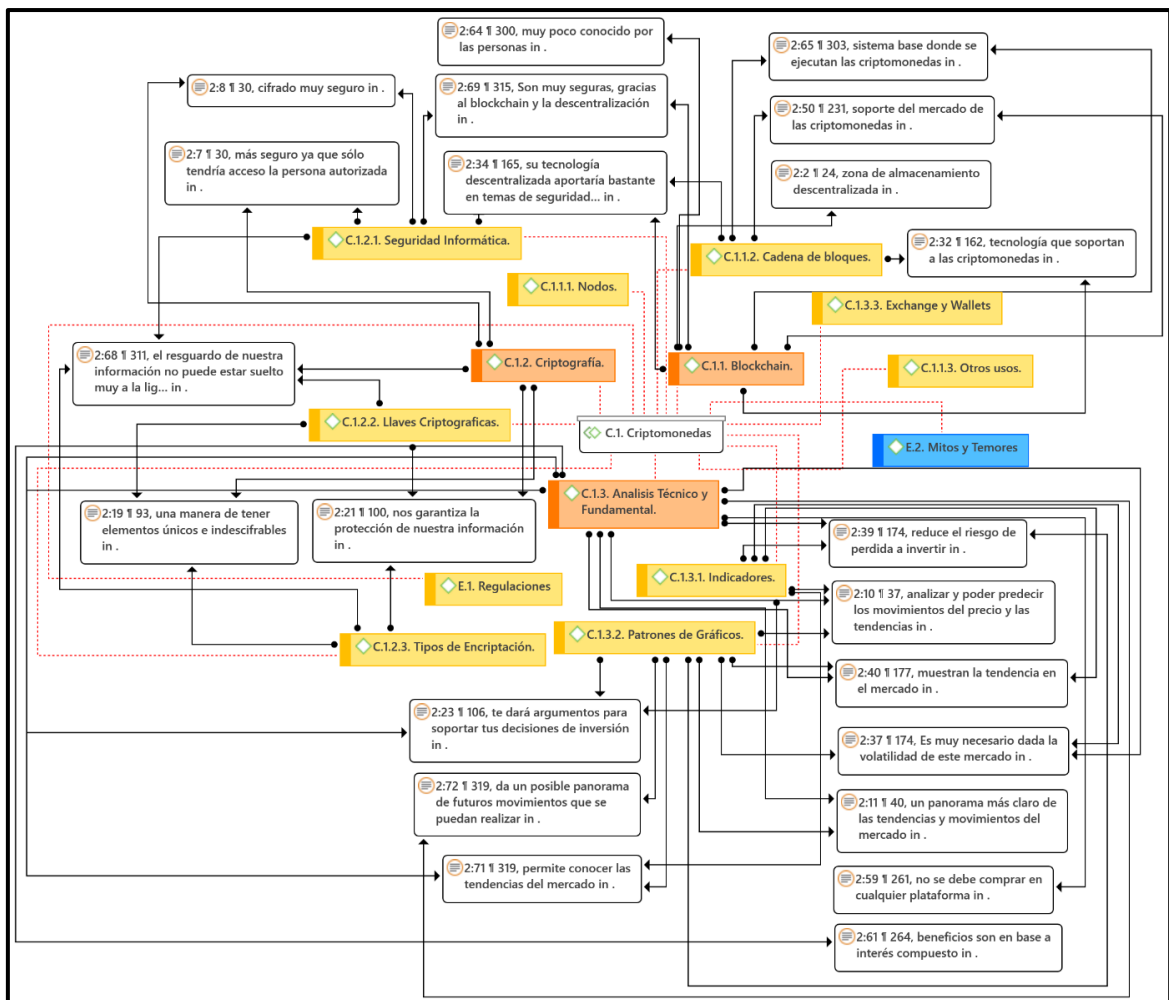 2:64 ¶ 300, muy poco conocido por
las personas in .
2:65 ¶ 303, sistema base donde se
ejecutan las criptomonedas in .
2:8 ¶ 30, cifrado muy seguro in .
2:69 ¶ 315, Son muy seguras, gracias
al blockchain y la descentralización
in .
2:50 ¶ 231, soporte del mercado de
las criptomonedas in .
2:7 ¶ 30, más seguro ya que sólo
tendría acceso la persona autorizada
in .
2:34 ¶ 165, su tecnología
descentralizada aportaría bastante
en temas de seguridad... in .
2:2 ¶ 24, zona de almacenamiento
descentralizada in .
C.1.2.1. Seguridad Informática.
C.1.1.2. Cadena de bloques.
2:32 ¶ 162, tecnología que soportan
a las criptomonedas in .
C.1.1.1. Nodos.
C.1.3.3. Exchange y Wallets
2:68 ¶ 311, el resguardo de nuestra
información no puede estar suelto
muy a la lig... in .
C.1.2. Criptografía.
C.1.1. Blockchain.
C.1.1.3. Otros usos.
C.1.2.2. Llaves Criptograficas.
C.1. Criptomonedas
E.2. Mitos y Temores
2:19 ¶ 93, una manera de tener
elementos únicos e indescifrables
in .
2:21 ¶ 100, nos garantiza la
protección de nuestra información
in .
C.1.3. Analisis Técnico y
Fundamental.
2:39 ¶ 174, reduce el riesgo de
perdida a invertir in .
E.1. Regulaciones
C.1.3.1. Indicadores.
2:10 ¶ 37, analizar y poder predecir
los movimientos del precio y las
tendencias in .
C.1.2.3. Tipos de Encriptación.
C.1.3.2. Patrones de Gráficos.
2:40 ¶ 177, muestran la tendencia en
el mercado in .
2:23 ¶ 106, te dará argumentos para
soportar tus decisiones de inversión
in .
2:37 ¶ 174, Es muy necesario dada la
volatilidad de este mercado in .
2:72 ¶ 319, da un posible panorama
de futuros movimientos que se
puedan realizar in .
2:11 ¶ 40, un panorama más claro de
las tendencias y movimientos del
mercado in .
2:71 ¶ 319, permite conocer las
tendencias del mercado in .
2:59 ¶ 261, no se debe comprar en
cualquier plataforma in .
2:61 ¶ 264, beneficios son en base a
interés compuesto in .